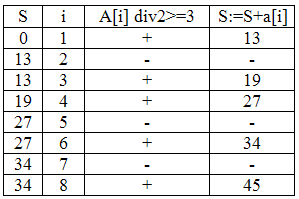 S i A[i] div2>=3 S:=S+a[i]
0 1 + 13
13 2 - -
13 3 + 19
19 4 + 27
27 5 - -
27 6 + 34
34 7 - -
34 8 + 45